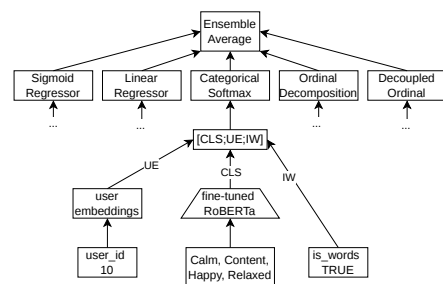 Ensemble
Average
Sigmoid
Regressor
Linear
Regressor
Categorical
Softmax
Ordinal
Decomposition
Decoupled
Ordinal
...
...
...
...
[CLS;UE;IW]
UE
CLS
IW
user
embeddings
fine-tuned
RoBERTa
user_id
10
Calm, Content,
Happy, Relaxed
is_words
TRUE